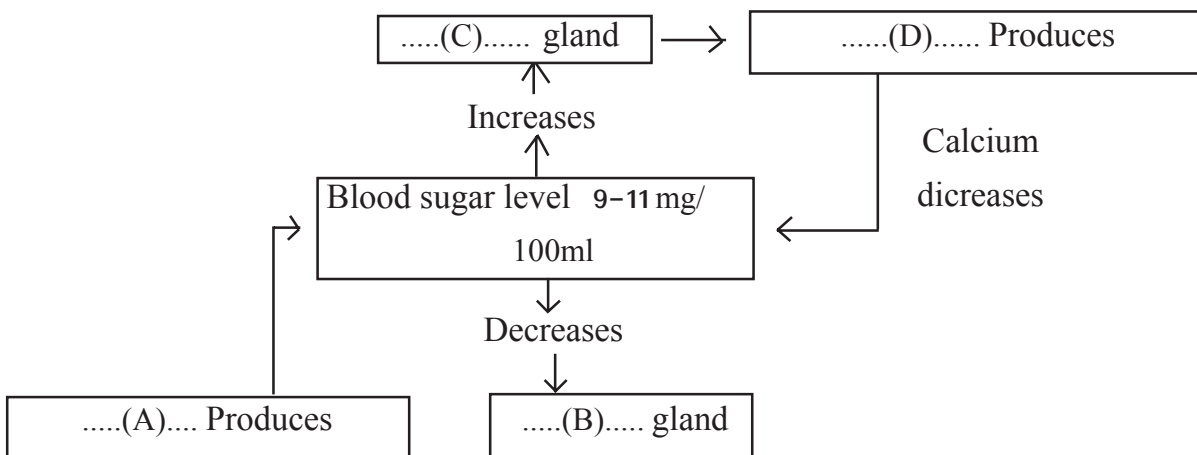 .....(C)...... gland
......(D)...... Produces
Increases
Calcium
dicreases
Blood sugar level 9-11 mg/
100ml
Decreases
.....(A).... Produces
.....(B)..... gland